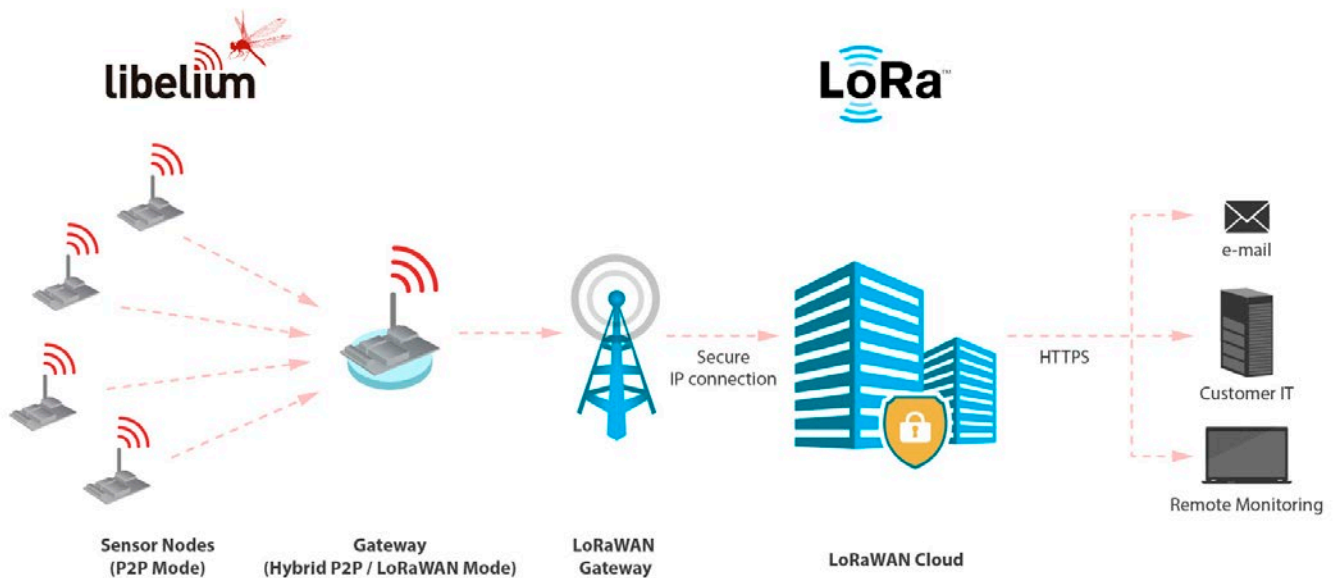 libelium
LoRa™
e-mail
Secure
IP connection
HTTPS
Customer IT
Remote Monitoring
Sensor Nodes
(P2P Mode)
Gateway
(Hybrid P2P / LoRaWAN Mode)
LoRaWAN
Gateway
LoRaWAN Cloud